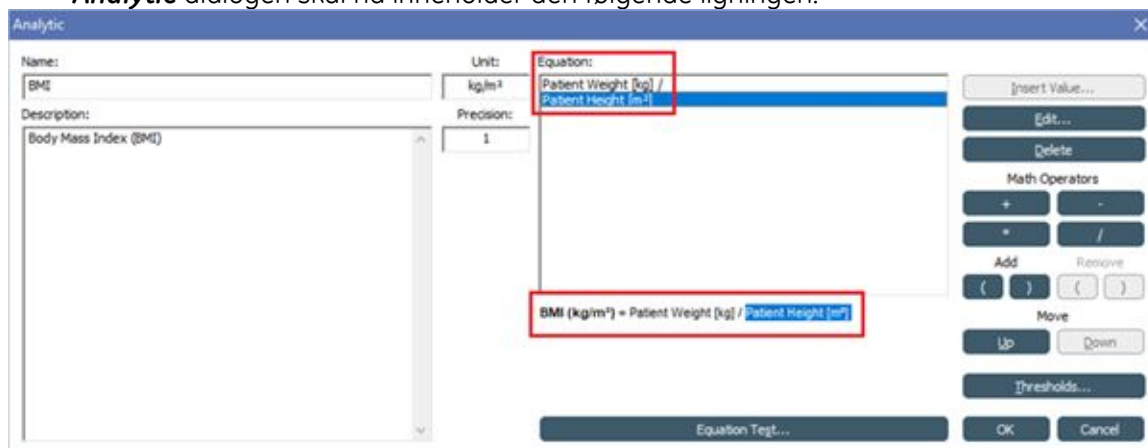 Analytic dialogen skal nå inneholder den følgende ligningen:
Analytic
Name:
Unit:
Equation:
BMI
kg/m²
Patient Weight [kg] /
Patient Height [m²]
Insert Value...
Description:
Precision:
Edit...
Body Mass Index (BMI)
1
Delete
Math Operators
+ -
* /
Add Remove
( ) ( )
BMI (kg/m²) = Patient Weight [kg] / Patient Height [m²]
Move
Up Down
Thresholds...
Equation Test...
OK Cancel